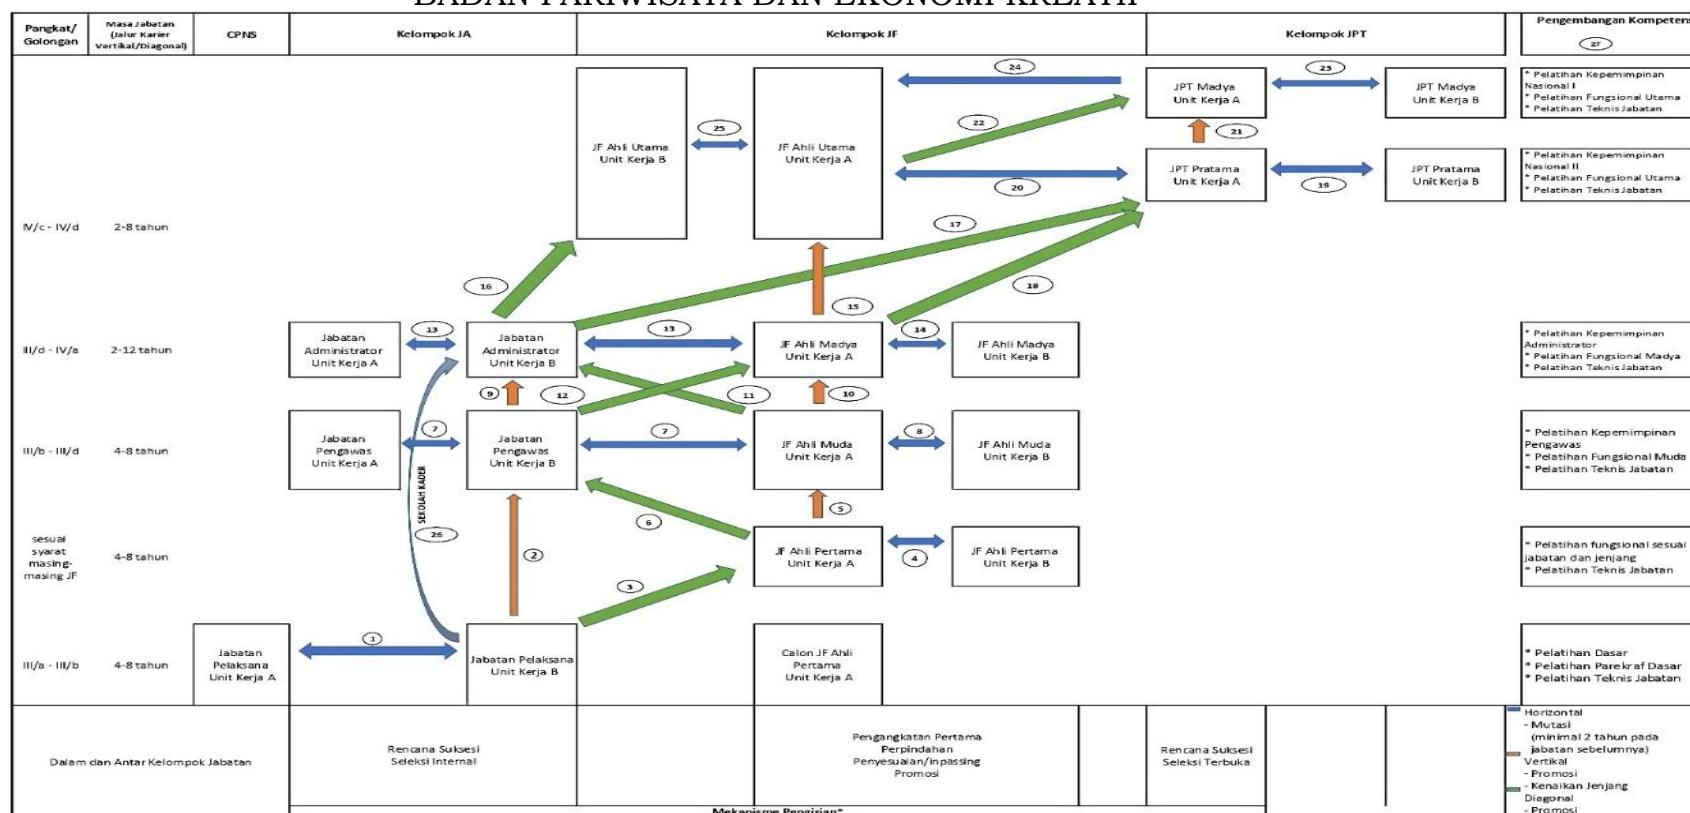 BADAN PARIWISATA DAN EKONOMI KREATIF
Pangkat/
Golongan
Masa Jabatan
(Jalur Karier
Vertikal/Diagonal)
CPNS
Kelompok JA
Kelompok JF
Kelompok JPT
Pengembangan Kompetens
27
24
23
JPT Madya
Unit Kerja A
JPT Madya
Unit Kerja B
* Pelatihan Kepemimpinan
Nasional I
* Pelatihan Fungsional Utama
* Pelatihan Teknis Jabatan
25
22
21
JF Ahli Utama
Unit Kerja B
JF Ahli Utama
Unit Kerja A
JPT Pratama
Unit Kerja A
JPT Pratama
Unit Kerja B
20
19
* Pelatihan Kepemimpinan
Nasional II
* Pelatihan Fungsional Utama
* Pelatihan Teknis Jabatan
IV/c - IV/d
2-8 tahun
17
16
18
15
III/d - IV/a
2-12 tahun
Jabatan
Administrator
Unit Kerja A
13
Jabatan
Administrator
Unit Kerja B
13
JF Ahli Madya
Unit Kerja A
14
JF Ahli Madya
Unit Kerja B
* Pelatihan Kepemimpinan
Administrator
* Pelatihan Fungsional Madya
* Pelatihan Teknis Jabatan
9
12
11
10
III/b - III/d
4-8 tahun
Jabatan
Pengawas
Unit Kerja A
7
Jabatan
Pengawas
Unit Kerja B
7
JF Ahli Muda
Unit Kerja A
8
JF Ahli Muda
Unit Kerja B
* Pelatihan Kepemimpinan
Pengawas
* Pelatihan Fungsional Muda
* Pelatihan Teknis Jabatan
SEKOLAH KADER
26
6
5
2
sesuai
syarat
masing-
masing JF
4-8 tahun
3
JF Ahli Pertama
Unit Kerja A
4
JF Ahli Pertama
Unit Kerja B
* Pelatihan fungsional sesuai
jabatan dan jenjang
* Pelatihan Teknis Jabatan
III/a - III/b
4-8 tahun
Jabatan
Pelaksana
Unit Kerja A
1
Jabatan Pelaksana
Unit Kerja B
Calon JF Ahli
Pertama
Unit Kerja A
* Pelatihan Dasar
* Pelatihan Parekraf Dasar
* Pelatihan Teknis Jabatan
Dalam dan Antar Kelompok Jabatan
Rencana Suksesi
Seleksi Internal
Pengangkatan Pertama
Perpindahan
Penyesuaian/inpassing
Promosi
Rencana Suksesi
Seleksi Terbuka
Horizontal
- Mutasi
(minimal 2 tahun pada
jabatan sebelumnya)
Vertikal
- Promosi
- Kenaikan Jenjang
Diagonal
- Promosi
Mekanisme Pengisian*